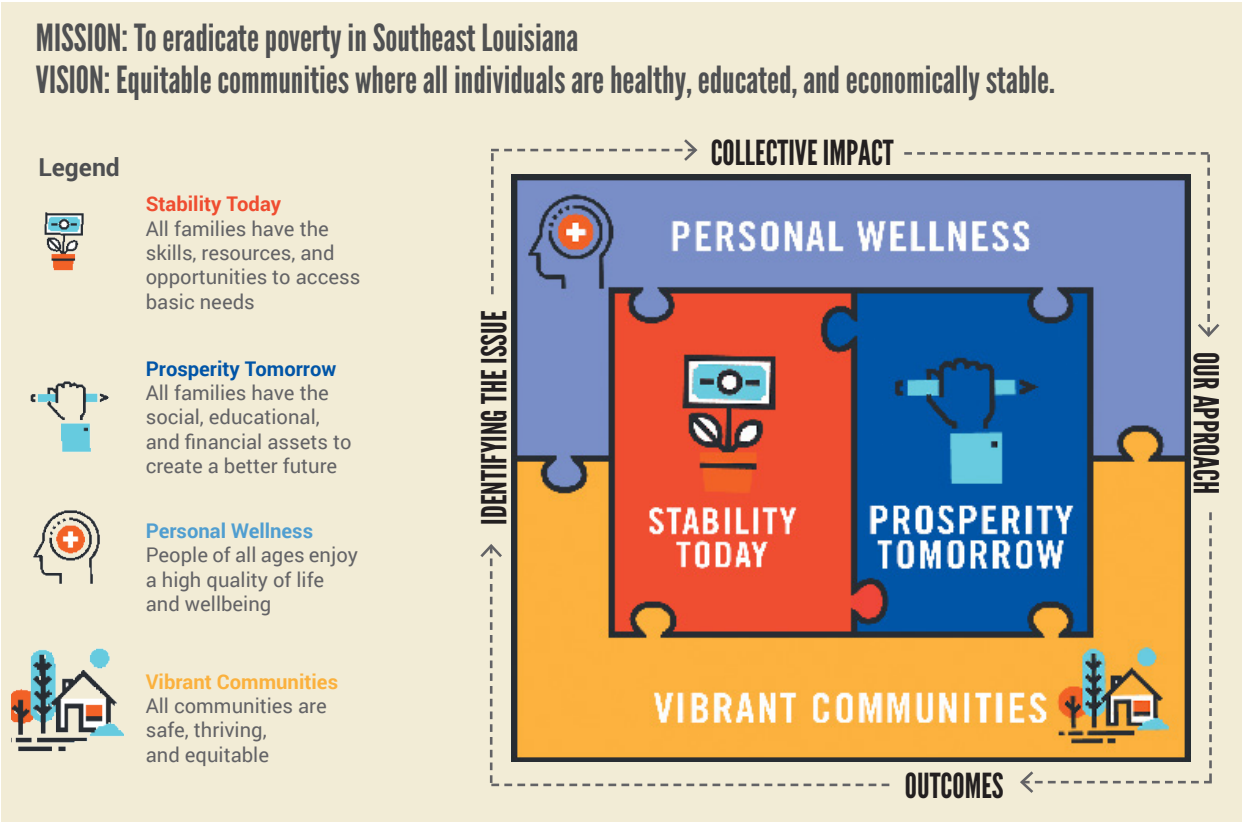 MISSION: To eradicate poverty in Southeast Louisiana
VISION: Equitable communities where all individuals are healthy, educated, and economically stable.
Legend
Stability Today
All families have the
skills, resources, and
opportunities to access
basic needs
Prosperity Tomorrow
All families have the
social, educational,
and financial assets to
create a better future
Personal Wellness
People of all ages enjoy
a high quality of life
and wellbeing
Vibrant Communities
All communities are
safe, thriving,
and equitable
IDENTIFYING THE ISSUE
COLLECTIVE IMPACT
OUR APPROACH
OUTCOMES
PERSONAL WELLNESS
STABILITY
TODAY
PROSPERITY
TOMORROW
VIBRANT COMMUNITIES